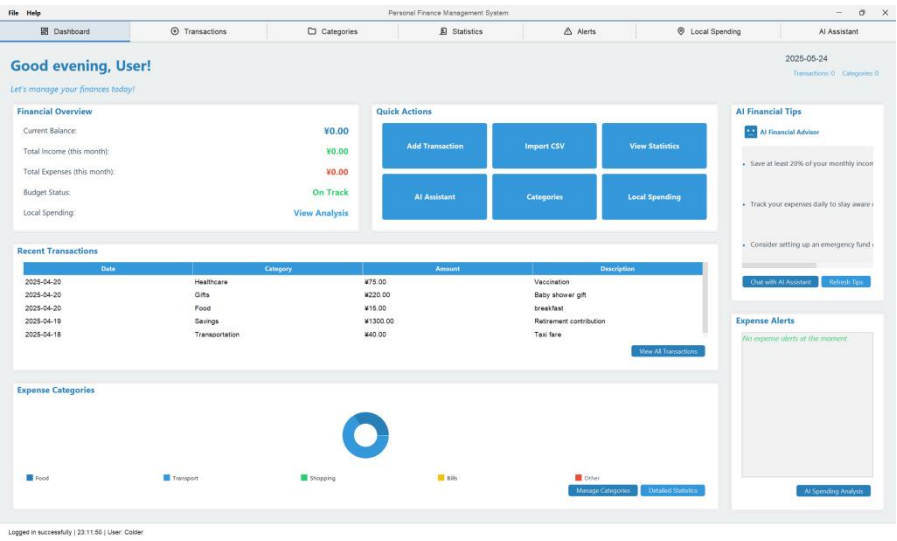 File Help
Personal Finance Management System
Dashboard
Transactions
Categories
Statistics
Alerts
Local Spending
AI Assistant
Good evening, User!
2025-05-24
Transactions: 0 Categories: 0
Let's manage your finances today!
Financial Overview
Current Balance: ¥0.00
Total Income (this month): ¥0.00
Total Expenses (this month): ¥0.00
Budget Status: On Track
Local Spending: View Analysis
Quick Actions
Add Transaction
Import CSV
View Statistics
AI Assistant
Categories
Local Spending
AI Financial Tips
AI Financial Advisor
Save at least 20% of your monthly incom
Track your expenses daily to stay aware
Consider setting up an emergency fund
Chat with AI Assistant
Refresh Tips
Recent Transactions
Date Category Amount Description
2025-04-20 Healthcare ¥75.00 Vaccination
2025-04-20 Gifts ¥220.00 Baby shower gift
2025-04-20 Food ¥15.00 breakfast
2025-04-19 Savings ¥1300.00 Retirement contribution
2025-04-18 Transportation ¥40.00 Taxi fare
View All Transactions
Expense Alerts
No expense alerts at the moment.
AI Spending Analysis
Expense Categories
Food
Transport
Shopping
Bills
Other
Manage Categories
Detailed Statistics
Logged in successfully | 23:11:50 | User: Colder